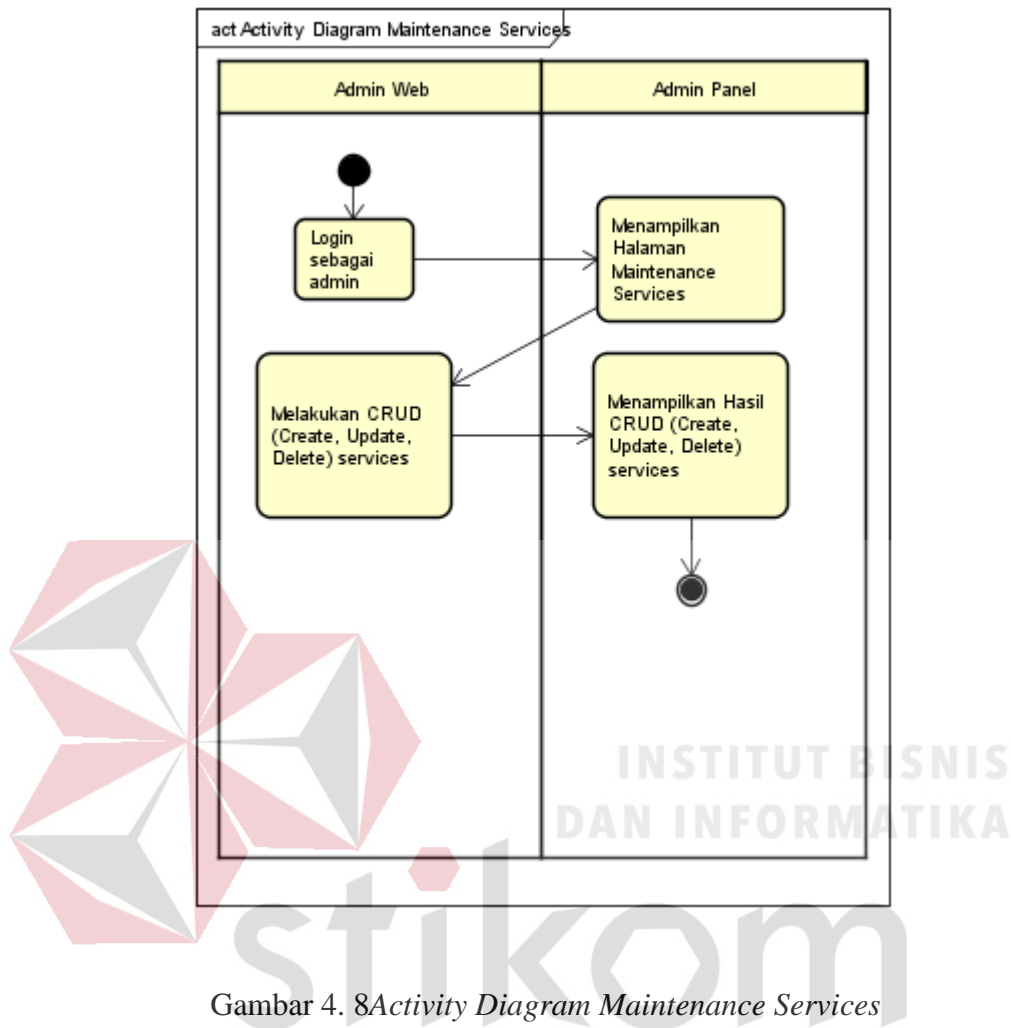 act Activity Diagram Maintenance Services
Admin Web
Admin Panel
Login
sebagai
admin
Menampilkan
Halaman
Maintenance
Services
Melakukan CRUD
(Create, Update,
Delete) services
Menampilkan Hasil
CRUD (Create,
Update, Delete)
services
INSTITUT BISNIS
DAN INFORMATIKA
stikom
Gambar 4. 8Activity Diagram Maintenance Services